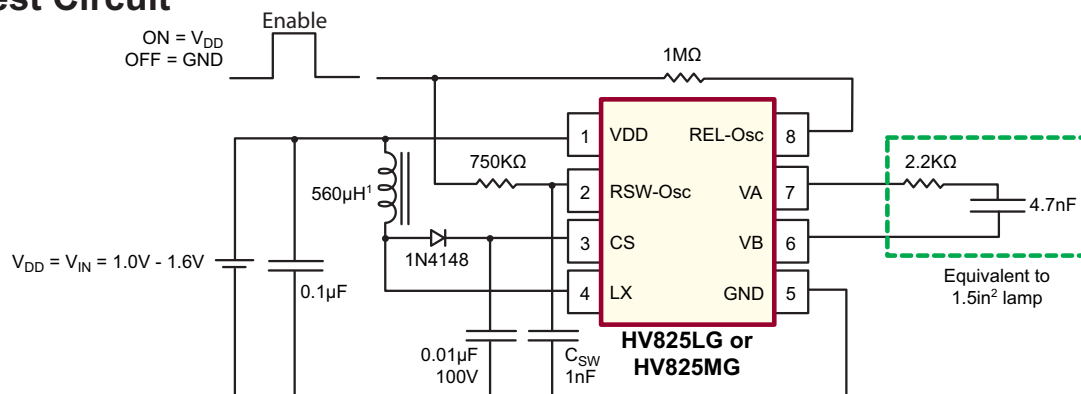 est Circuit
Enable
ON = VDD
OFF = GND
1MΩ
1 VDD REL-Osc 8
750KΩ
2.2KΩ
560µH¹
2 RSW-Osc VA 7
4.7nF
3 CS VB 6
1N4148
VDD = VIN = 1.0V - 1.6V
0.1µF
4 LX GND 5
Equivalent to
1.5in² lamp
HV825LG or
HV825MG
0.01µF
100V
CSW
1nF